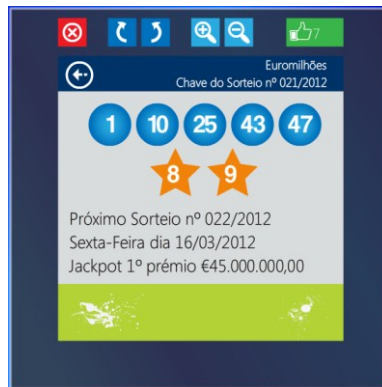 7
Euromilhões
Chave do Sorteio nº 021/2012
1 10 25 43 47
8 9
Próximo Sorteio nº 022/2012
Sexta-Feira dia 16/03/2012
Jackpot 1º prémio €45.000.000,00